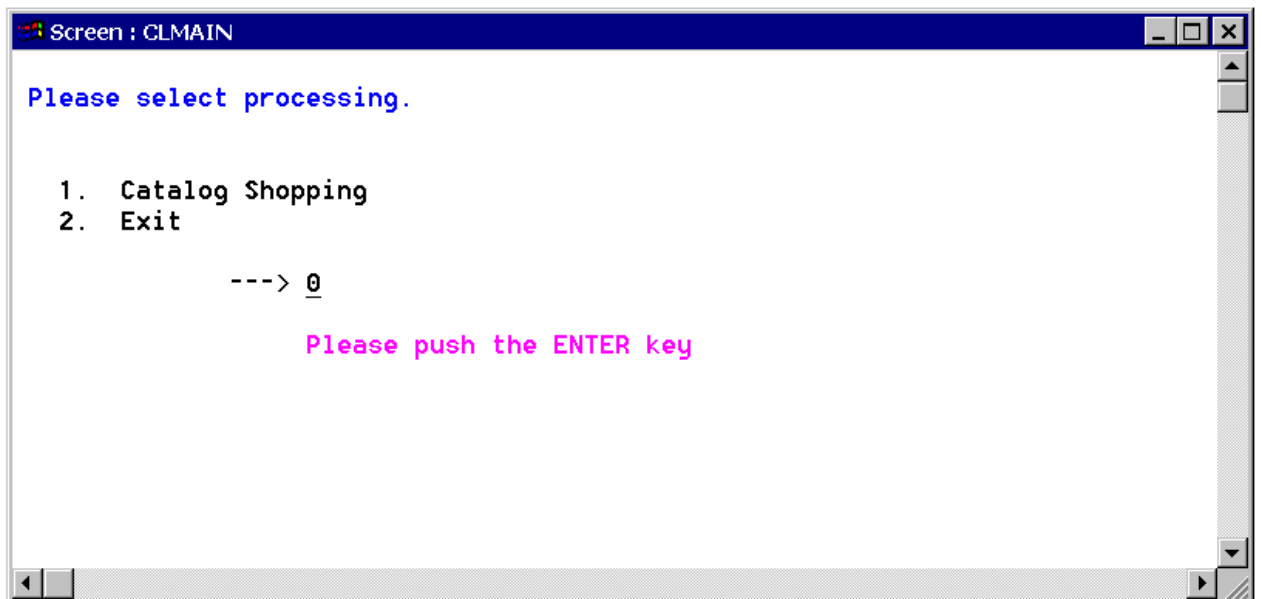 Screen : CLMAIN
Please select processing.
1. Catalog Shopping
2. Exit
---> 0
Please push the ENTER key